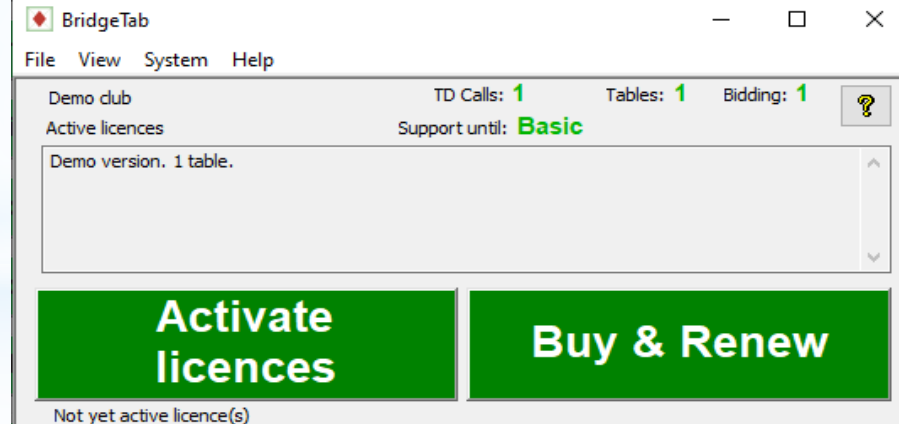 BridgeTab
File View System Help
Demo club TD Calls: 1 Tables: 1 Bidding: 1
Active licences Support until: Basic
Demo version. 1 table.
Activate
licences
Buy & Renew
Not yet active licence(s)